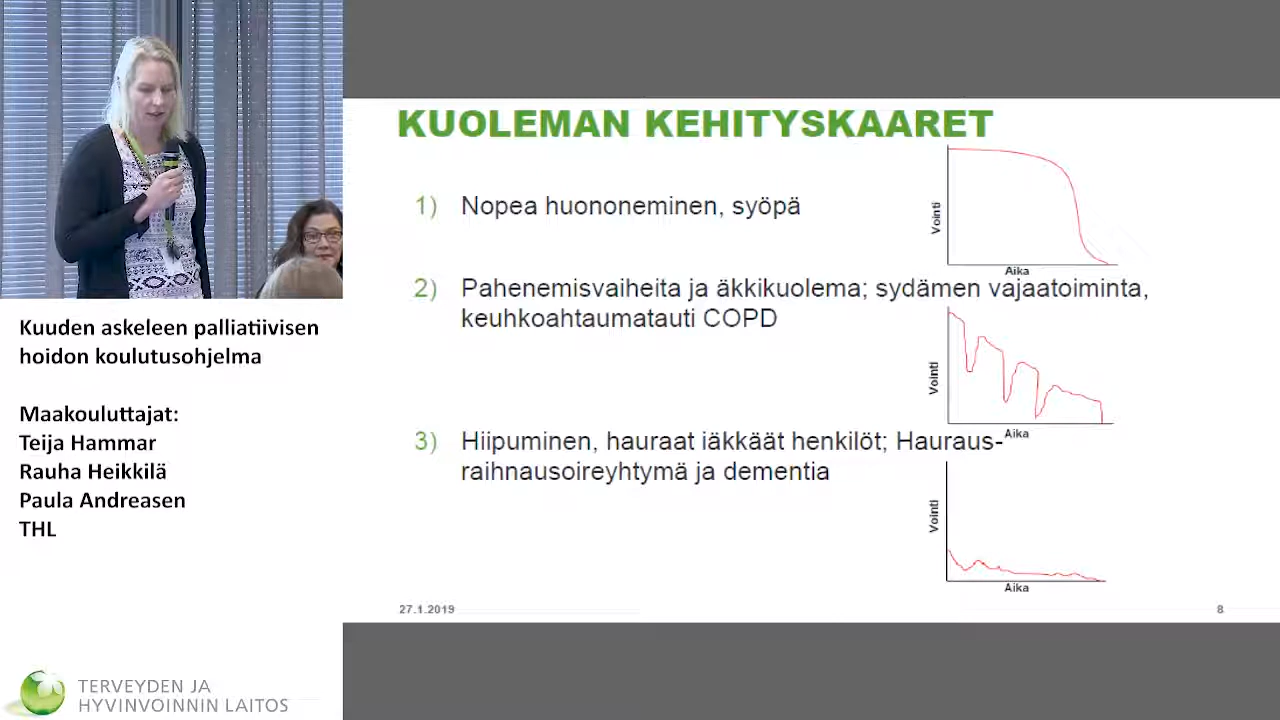 Kuuden askeleen palliatiivisen
hoidon koulutusohjelma
Maakouluttajat:
Teija Hammar
Rauha Heikkilä
Paula Andreasen
THL
TERVEYDEN JA
HYVINVOINNIN LAITOS
KUOLEMAN KEHITYSKAARET
1) Nopea huononeminen, syöpä
Vointi
Aika
2) Pahenemisvaiheita ja äkkikuolema; sydämen vajaatoiminta,
keuhkoahtaumatauti COPD
Vointi
Aika
3) Hiipuminen, hauraat iäkkäät henkilöt; Hauraus-
raihnausoireyhtymä ja dementia
Vointi
Aika
27.1.2019
8